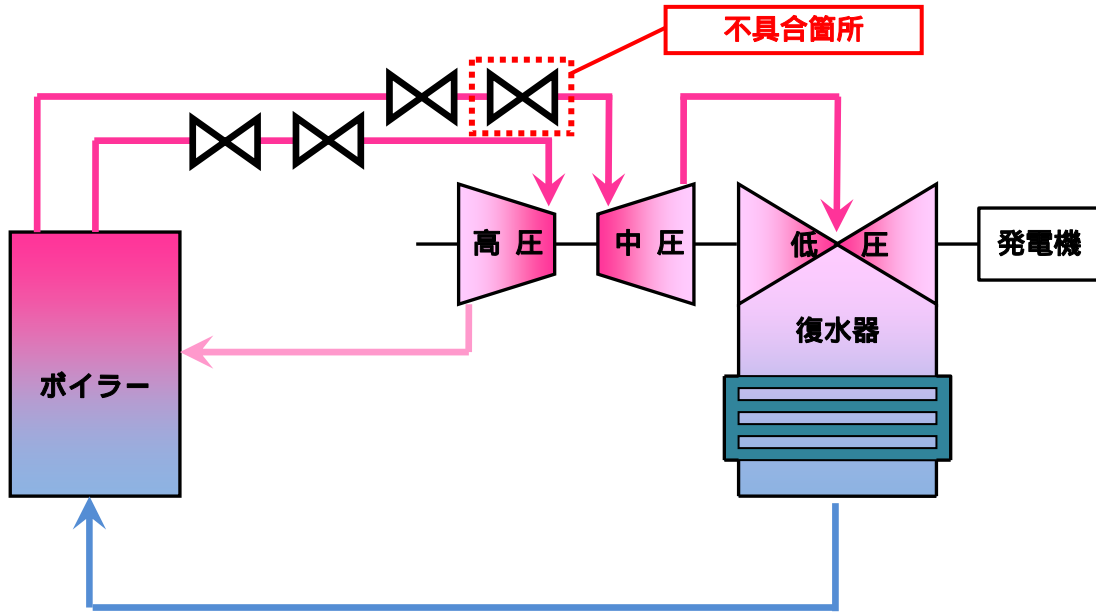 不具合箇所
高圧
中圧
低圧
発電機
復水器
ボイラー